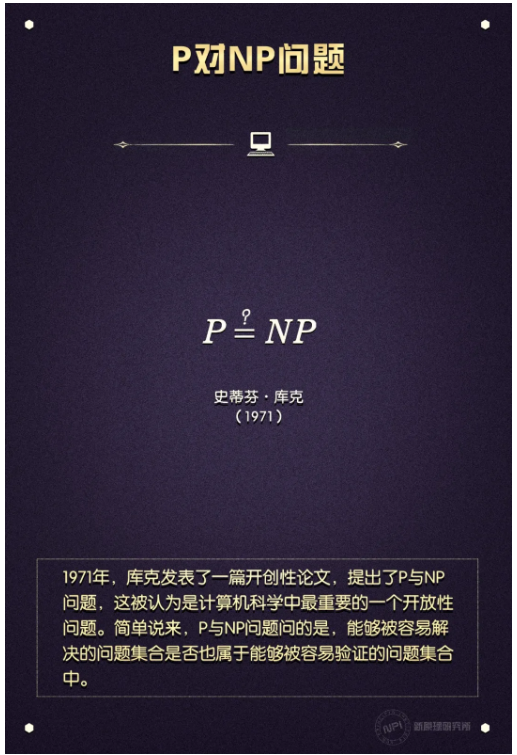 P对NP问题
P ≟ NP
史蒂芬·库克
（1971）
1971年，库克发表了一篇开创性论文，提出了P与NP
问题，这被认为是计算机科学中最重要的一个开放性
问题。简单说来，P与NP问题问的是，能够被容易解
决的问题集合是否也属于能够被容易验证的问题集合
中。
NPI 新原理研究所